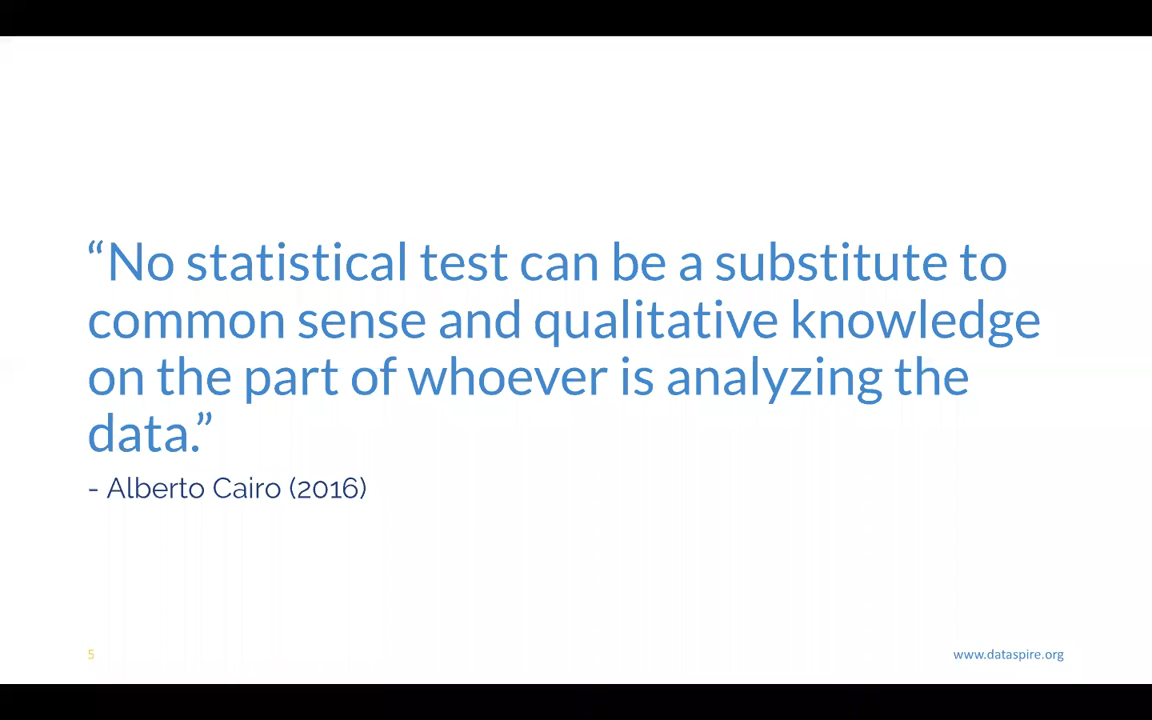 “No statistical test can be a substitute to
common sense and qualitative knowledge
on the part of whoever is analyzing the
data.”
- Alberto Cairo (2016)
5
www.dataspire.org